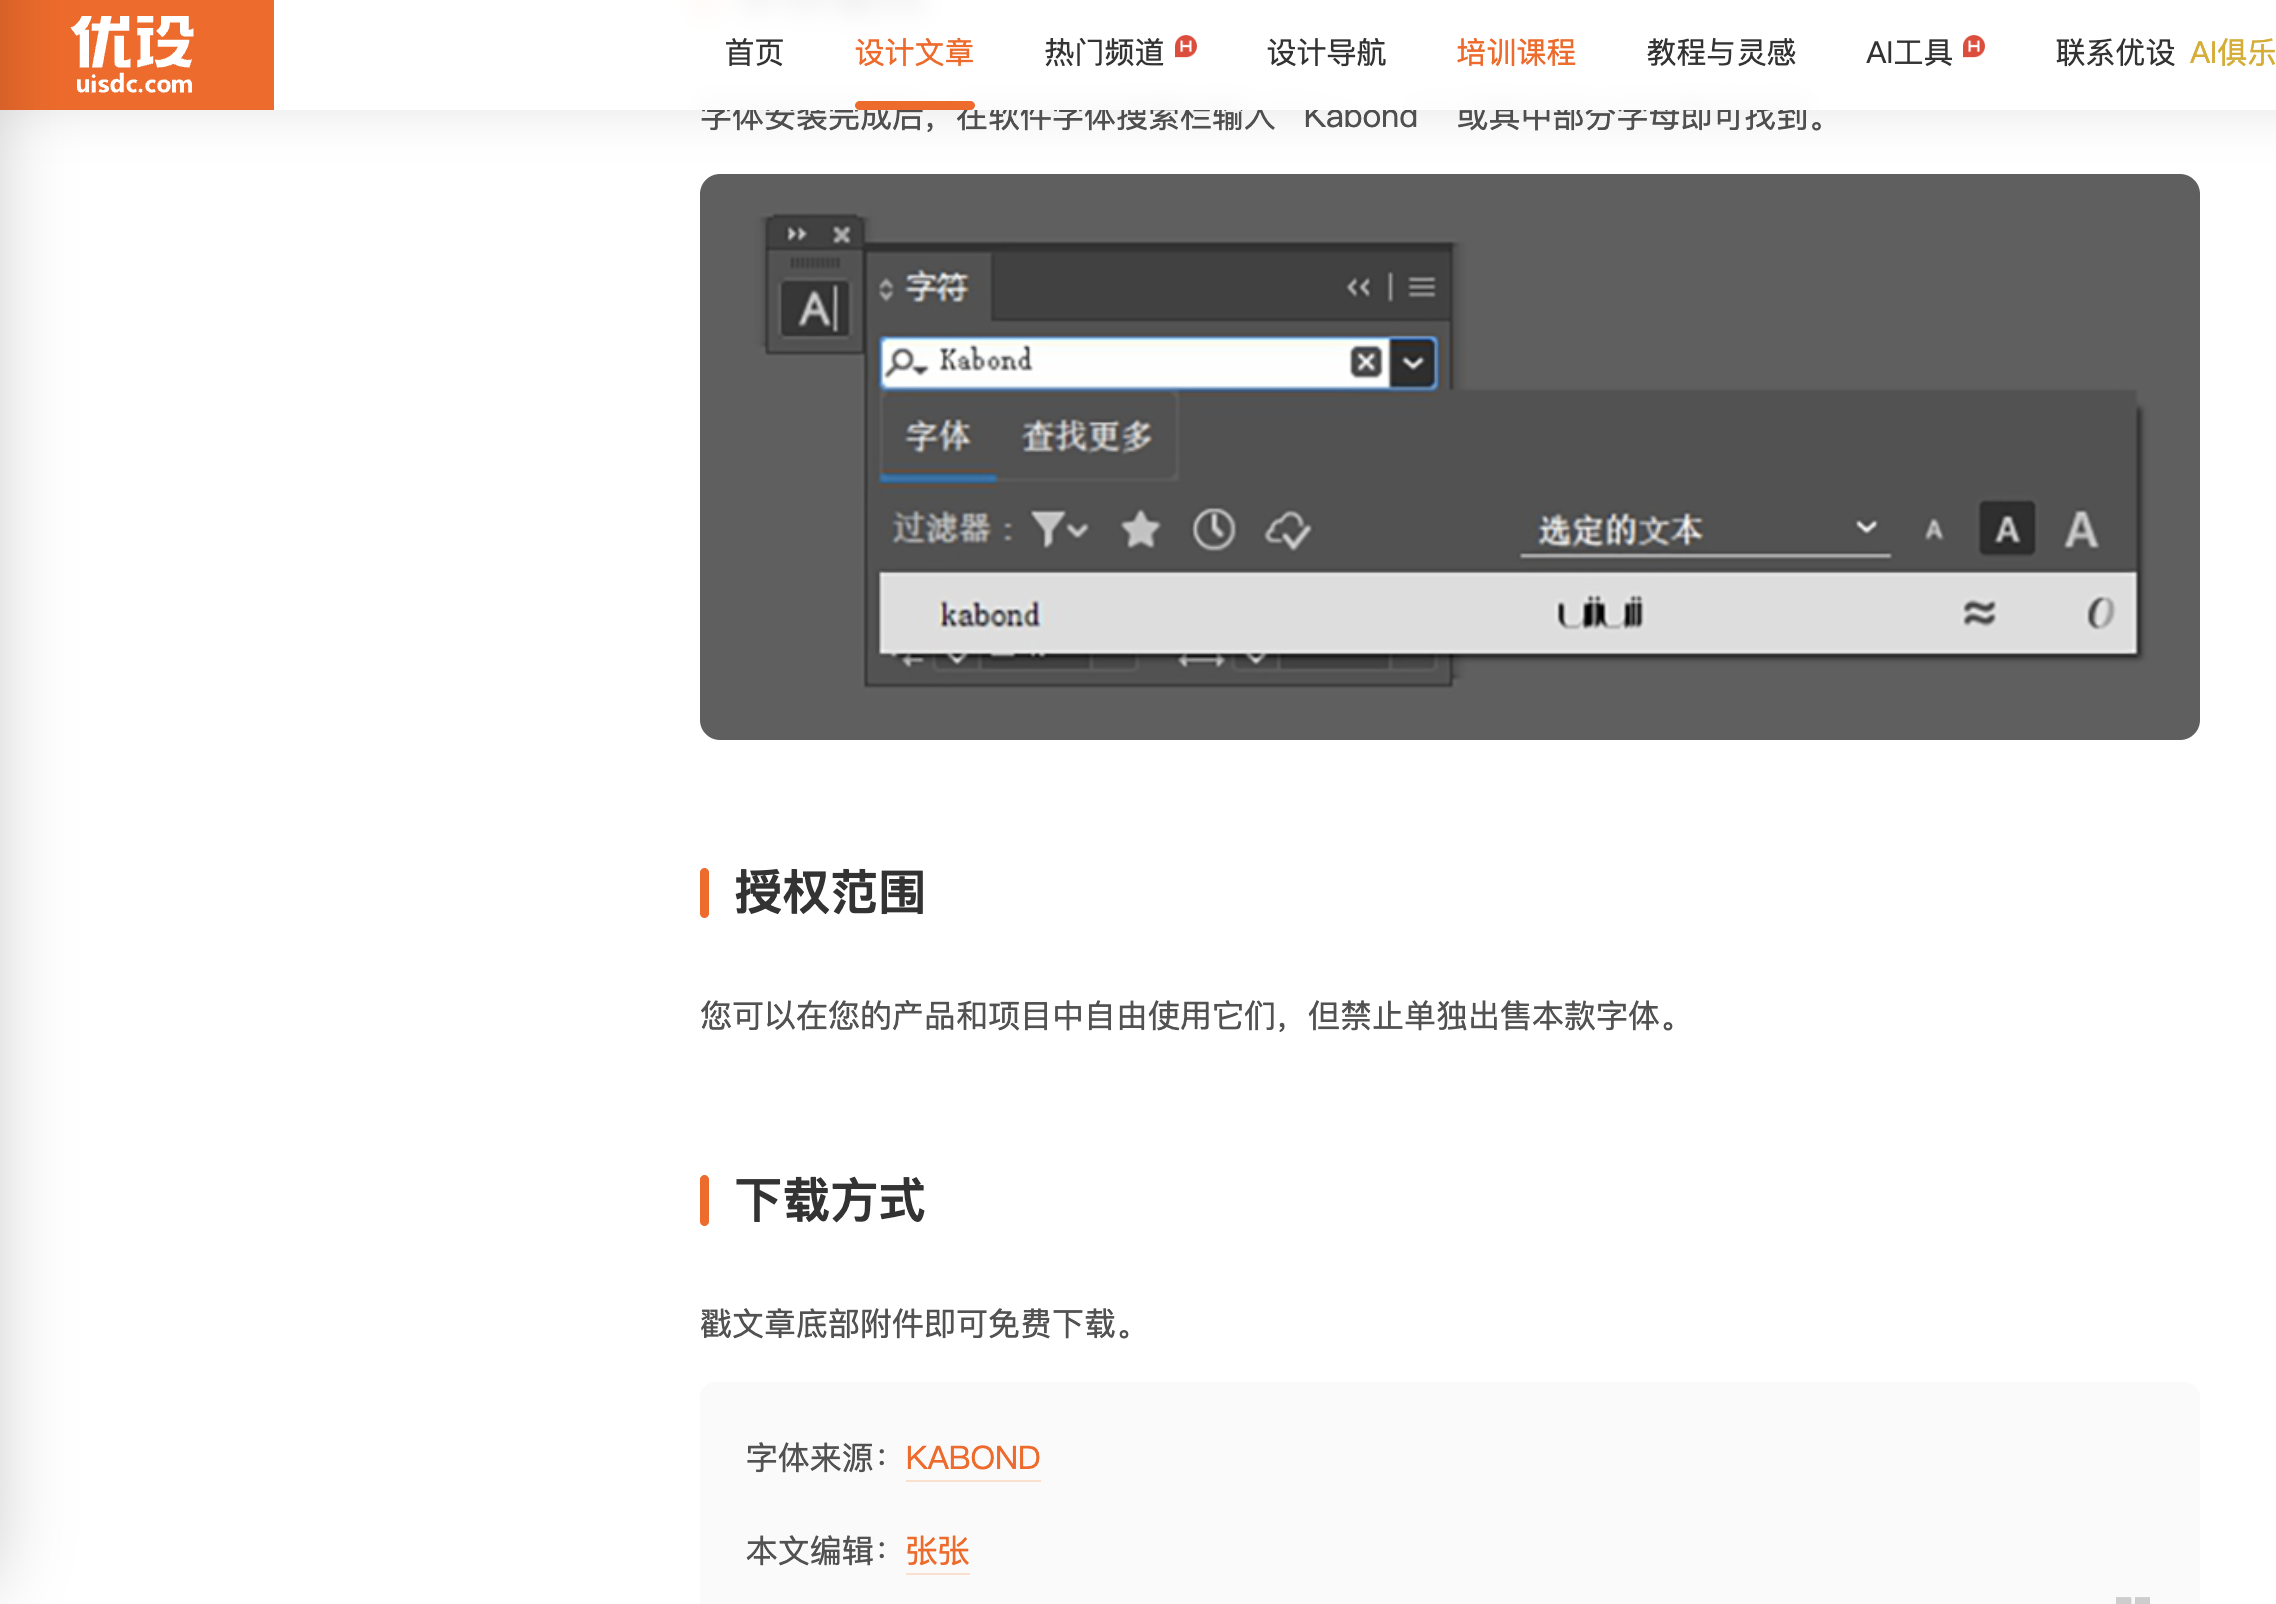 优设
uisdc.com
首页 设计文章 热门频道 H 设计导航 培训课程 教程与灵感 AI工具 H 联系优设 AI俱乐
字体安装完成后，在软件字体搜索栏输入 Kabond 或其中部分字母即可找到。
A
字符
Kabond
字体 查找更多
过滤器： 选定的文本 A A A
kabond
授权范围
您可以在您的产品和项目中自由使用它们，但禁止单独出售本款字体。
下载方式
戳文章底部附件即可免费下载。
字体来源：KABOND
本文编辑：张张